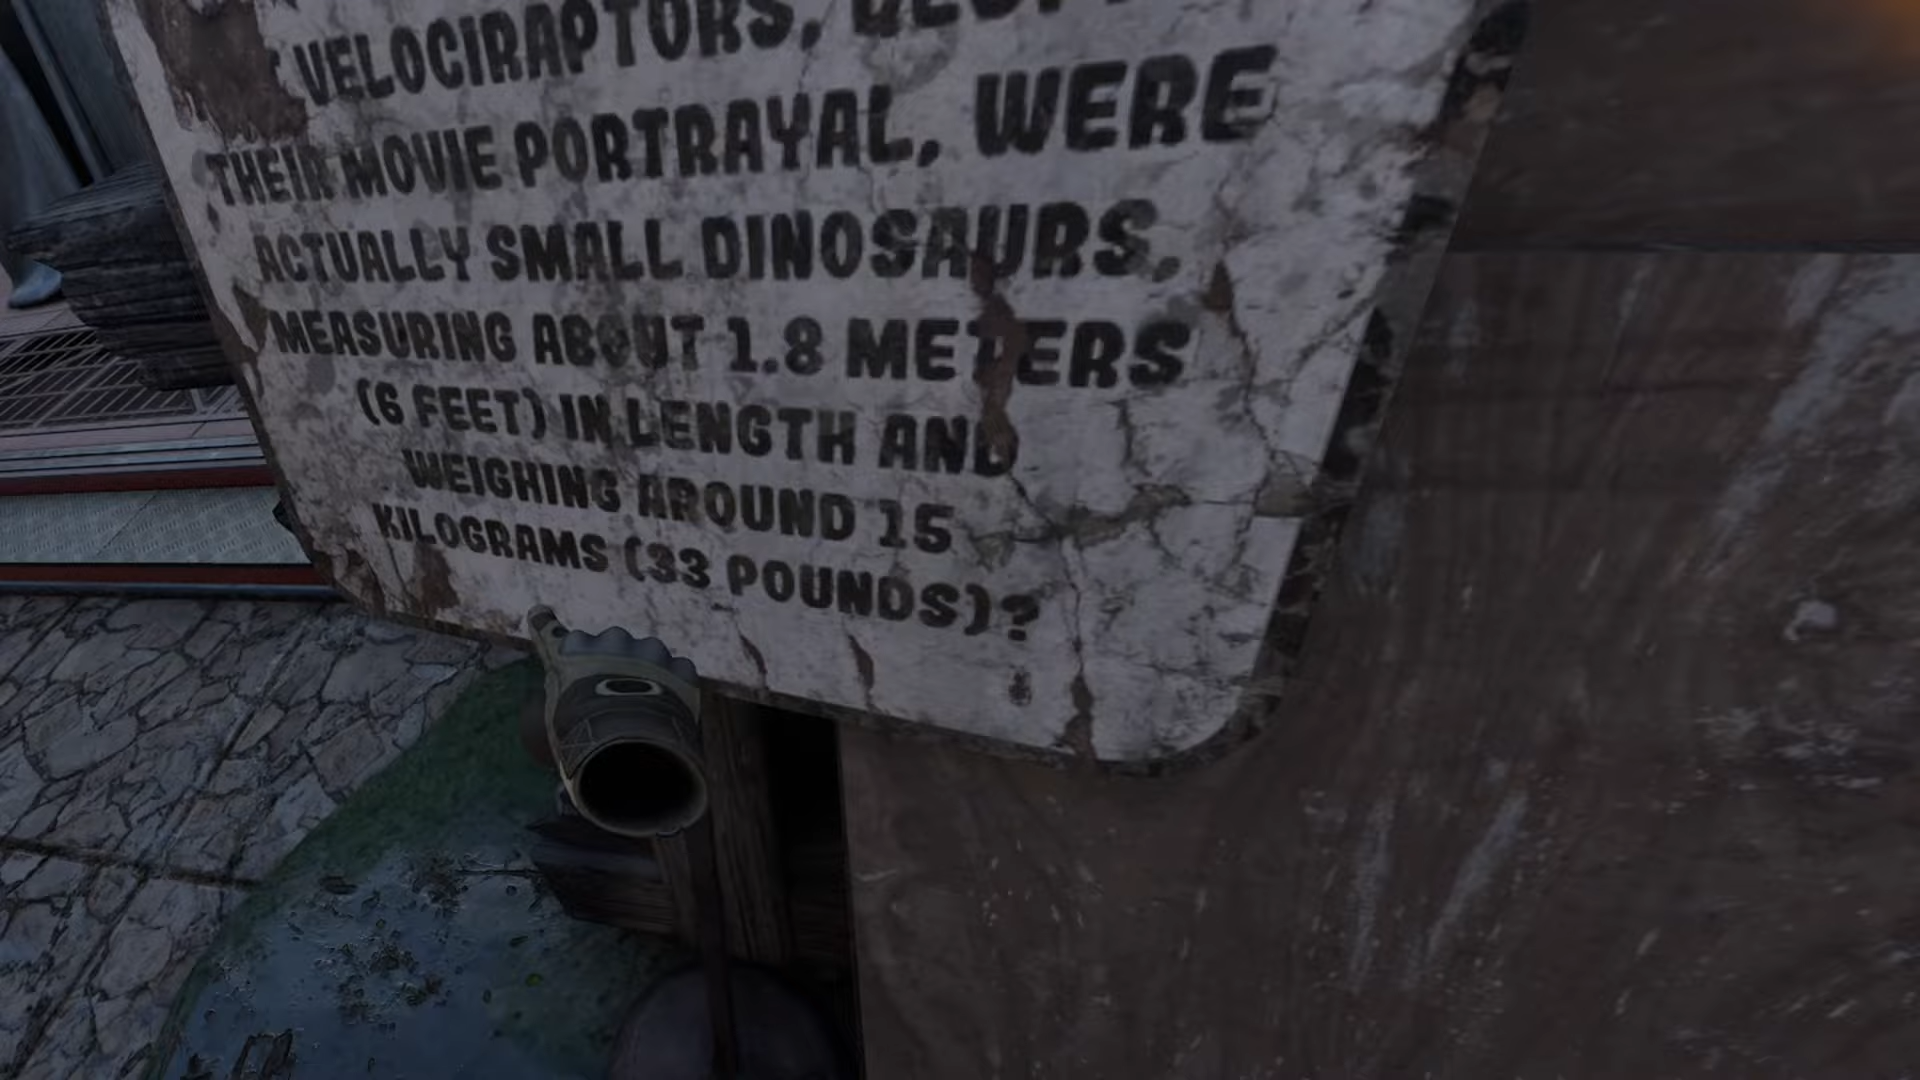 VELOCIRAPTORS,
THEIR MOVIE PORTRAYAL, WERE
ACTUALLY SMALL DINOSAURS,
MEASURING ABOUT 1.8 METERS
(6 FEET) IN LENGTH AND
WEIGHING AROUND 15
KILOGRAMS (33 POUNDS)?